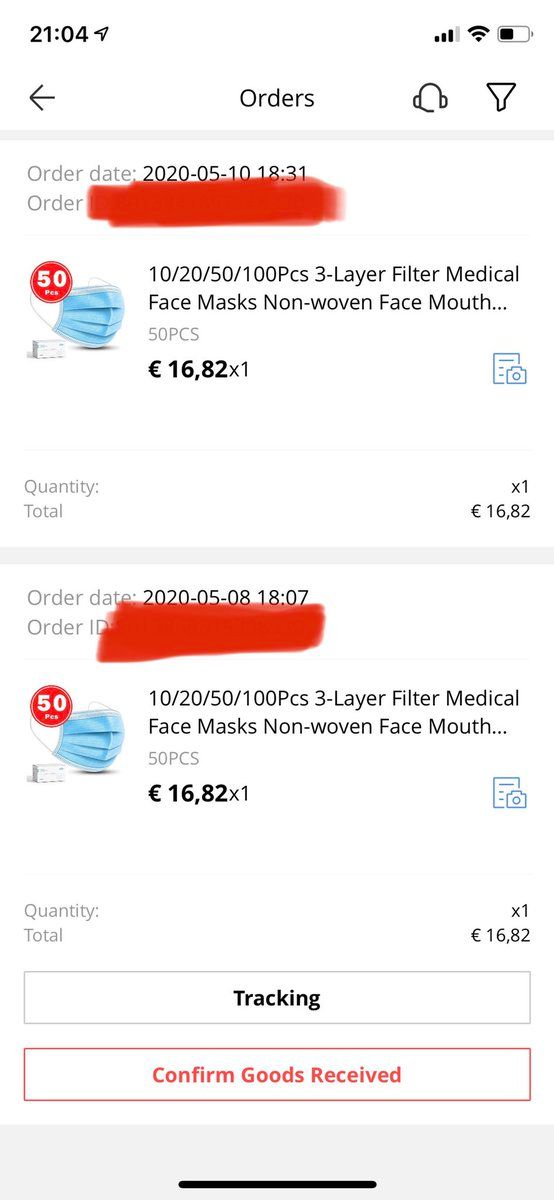 21:04
Orders
Order date: 2020-05-10 18:31
Order
50
Pcs
10/20/50/100Pcs 3-Layer Filter Medical
Face Masks Non-woven Face Mouth...
50PCS
€ 16,82x1
Quantity: x1
Total € 16,82
Order date: 2020-05-08 18:07
Order ID:
50
Pcs
10/20/50/100Pcs 3-Layer Filter Medical
Face Masks Non-woven Face Mouth...
50PCS
€ 16,82x1
Quantity: x1
Total € 16,82
Tracking
Confirm Goods Received